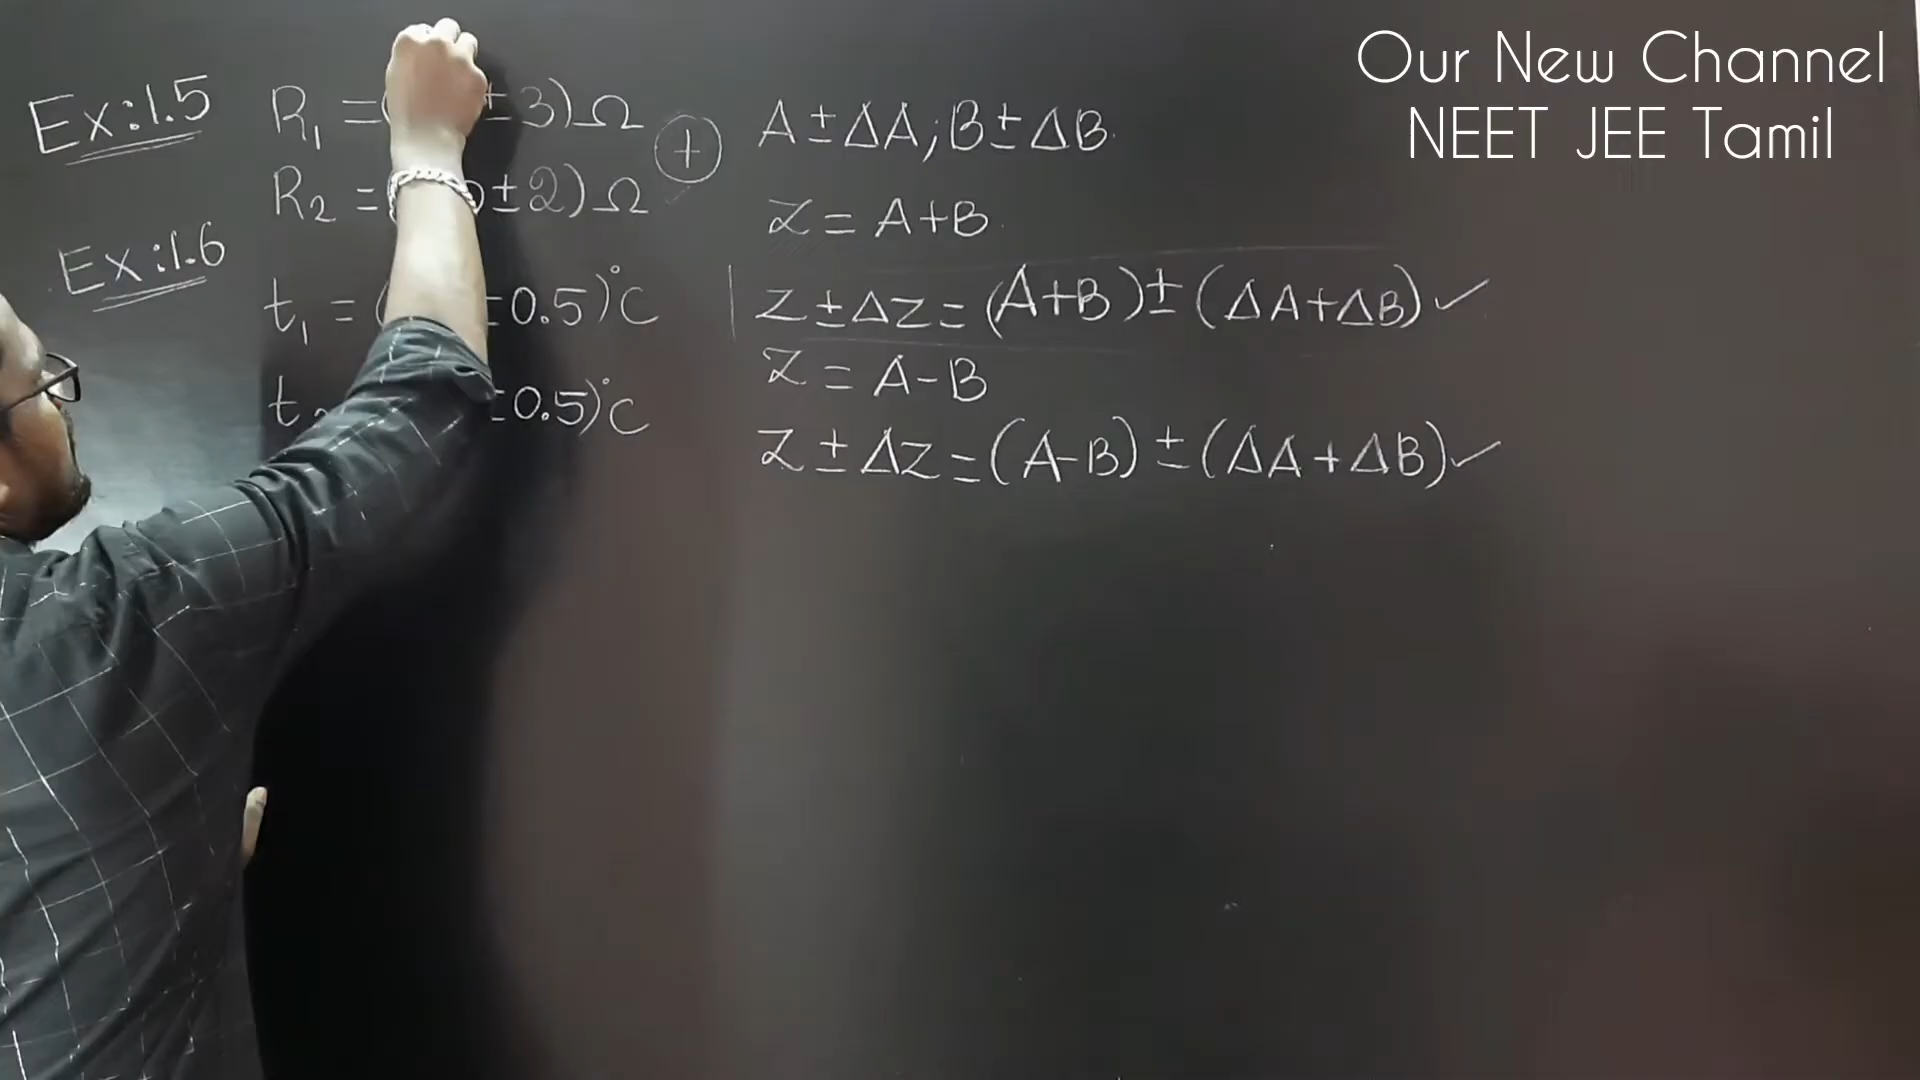 Our New Channel
NEET JEE Tamil
Ex:1.5
R₁ =( ±3)Ω
R₂ = ±2)Ω
Ex:1.6
t₁ = ( 0.5)°C
t 0.5)°C
+
A ± ΔA; B ± ΔB.
Z = A+B.
Z ± ΔZ = (A+B) ± (ΔA+ΔB) ✓
Z = A-B
Z ± ΔZ = (A-B) ± (ΔA + ΔB) ✓